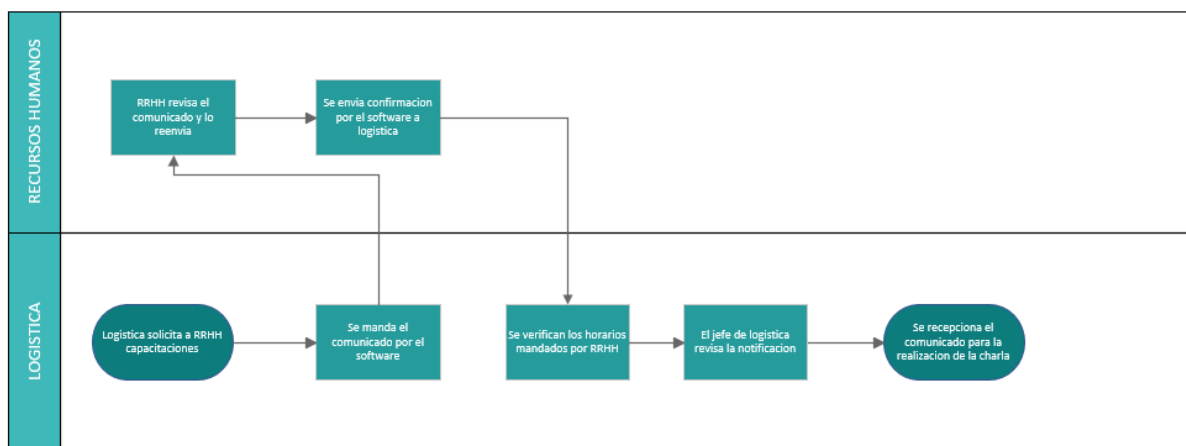 RECURSOS HUMANOS
RRHH revisa el
comunicado y lo
reenvia
Se envia confirmacion
por el software a
logistica
LOGISTICA
Logistica solicita a RRHH
capacitaciones
Se manda el
comunicado por el
software
Se verifican los horarios
mandados por RRHH
El jefe de logistica
revisa la notificacion
Se recepciona el
comunicado para la
realizacion de la charla